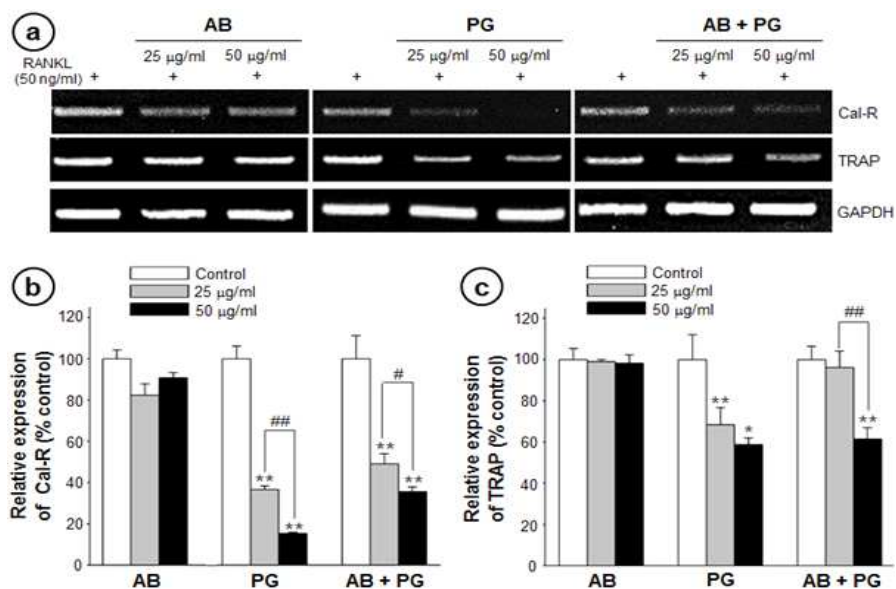 a
AB
PG
AB + PG
RANKL
(50 ng/ml)
25 μg/ml 50 μg/ml
25 μg/ml 50 μg/ml
25 μg/ml 50 μg/ml
+ + + + + + + + +
Cal-R
TRAP
GAPDH
b
Control
25 μg/ml
50 μg/ml
Relative expression
of Cal-R (% control)
120
100
80
60
40
20
0
**
##
**
**
#
**
AB PG AB + PG
c
Control
25 μg/ml
50 μg/ml
Relative expression
of TRAP (% control)
120
100
80
60
40
20
0
**
*
##
**
AB PG AB + PG